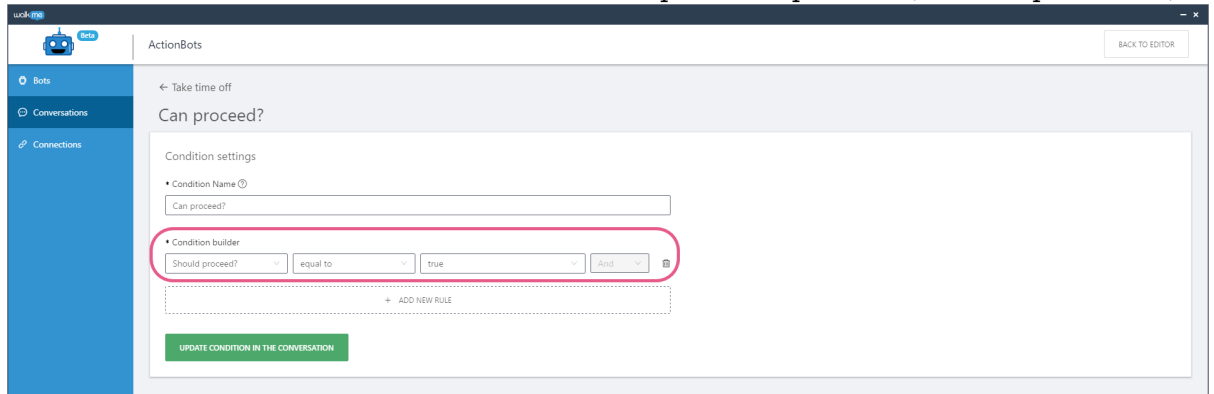 walkme
Beta
ActionBots
BACK TO EDITOR
Bots
Conversations
Connections
← Take time off
Can proceed?
Condition settings
• Condition Name ?
Can proceed?
• Condition builder
Should proceed? equal to true And
+ ADD NEW RULE
UPDATE CONDITION IN THE CONVERSATION